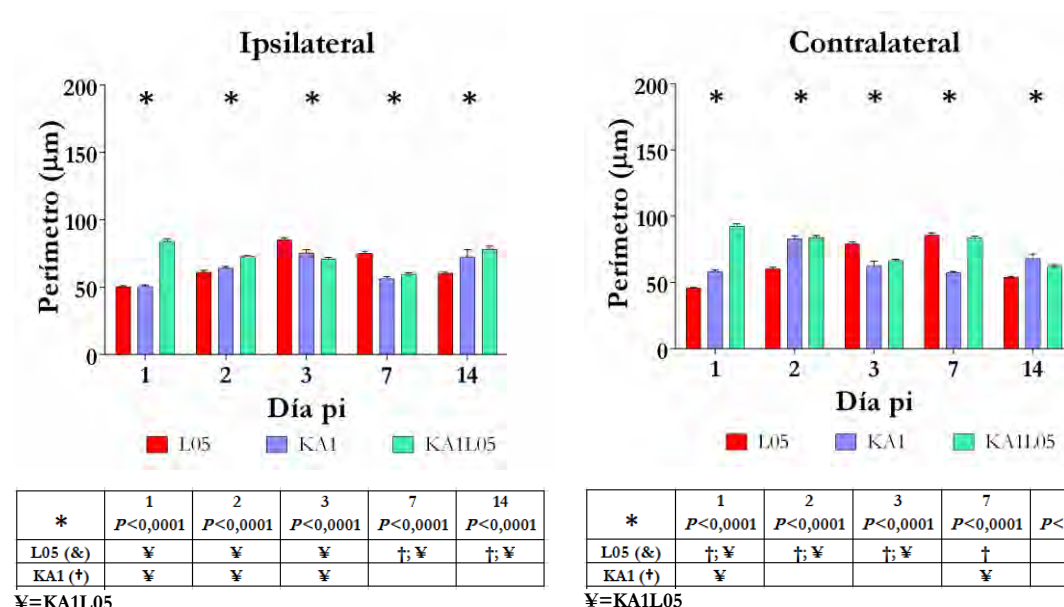 Ipsilateral
200
150
100
50
0
Perímetro (μm)
* * * * *
1 2 3 7 14
Día pi
L05 KA1 KA1L05
* 1 2 3 7 14
P<0,0001 P<0,0001 P<0,0001 P<0,0001 P<0,0001
L05 (&) ¥ ¥ ¥ †; ¥ †; ¥
KA1 (†) ¥ ¥ ¥
¥=KA1L05
Contralateral
200
150
100
50
0
Perímetro (μm)
* * * * *
1 2 3 7 14
Día pi
L05 KA1 KA1L05
* 1 2 3 7
P<0,0001 P<0,0001 P<0,0001 P<0,0001 P<
L05 (&) †; ¥ †; ¥ †; ¥ †
KA1 (†) ¥ ¥
¥=KA1L05